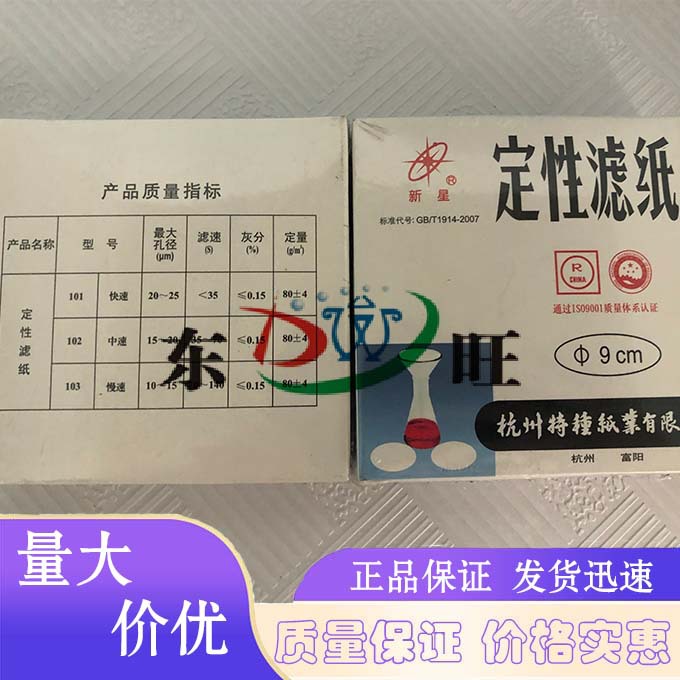 产品质量指标
产品名称 型 号 最大孔径(μm) 滤速(S) 灰分(%) 定量(g/m²)
定性滤纸
101 快速 20～25 ＜35 ≤0.15 80±4
102 中速 15～20 ≤0.15 80±4
103 慢速 10～15 ～140 ≤0.15 80±4
新星®
标准代号: GB/T1914-2007
定性滤纸
R
CHINA
通过ISO9001质量体系认证
Φ 9 cm
杭州特種紙業有限
杭州 富阳
东 DW 旺
量大
价优
正品保证 发货迅速
质量保证 价格实惠